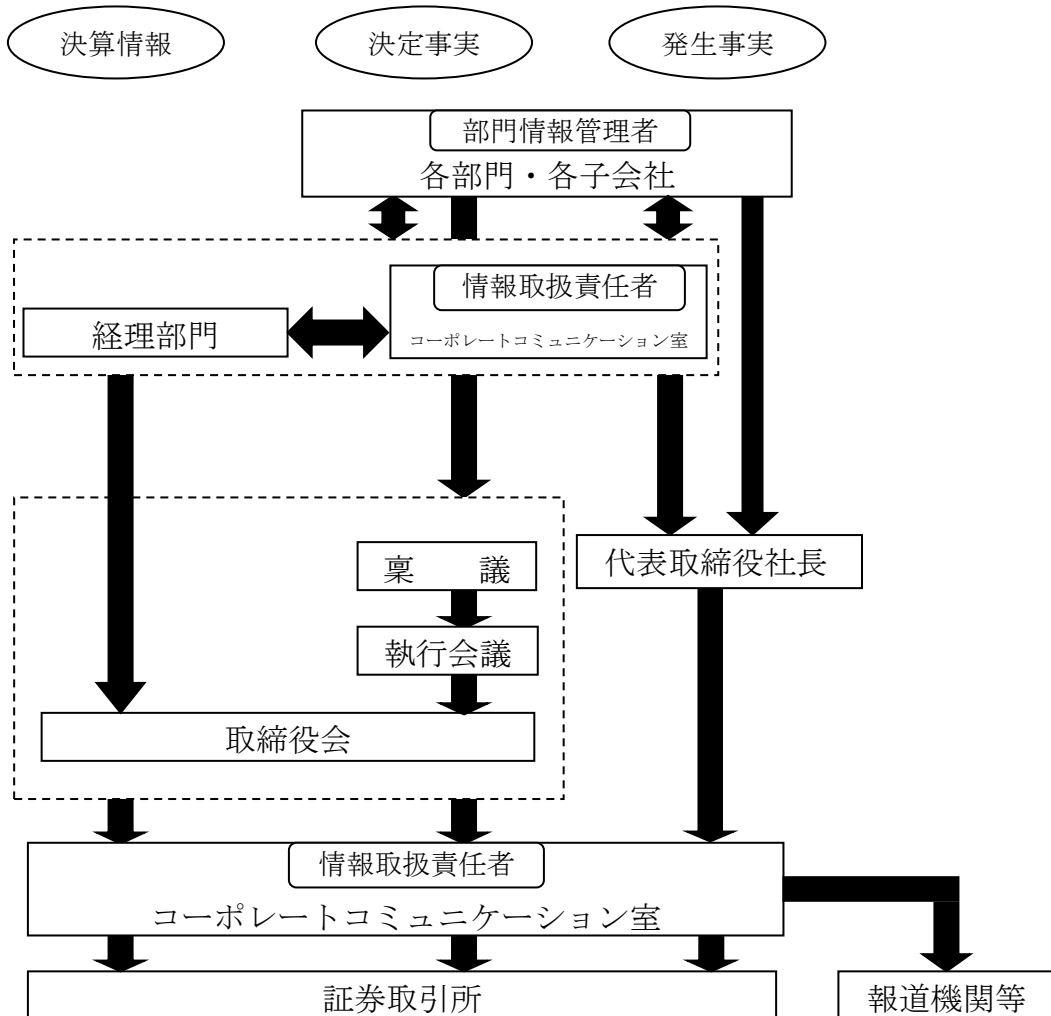 決算情報
決定事実
発生事実
部門情報管理者
各部門・各子会社
情報取扱責任者
経理部門
コーポレートコミュニケーション室
稟　　議
代表取締役社長
執行会議
取締役会
情報取扱責任者
コーポレートコミュニケーション室
証券取引所
報道機関等